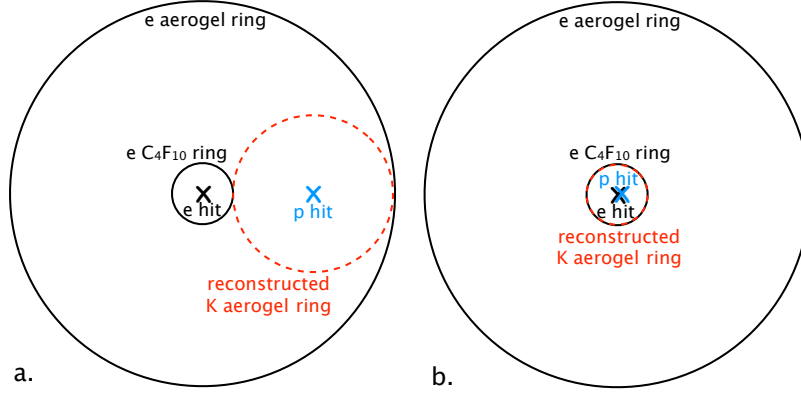 e aerogel ring
e C₄F₁₀ ring
e hit
p hit
reconstructed
K aerogel ring
a.
e aerogel ring
e C₄F₁₀ ring
p hit
e hit
reconstructed
K aerogel ring
b.